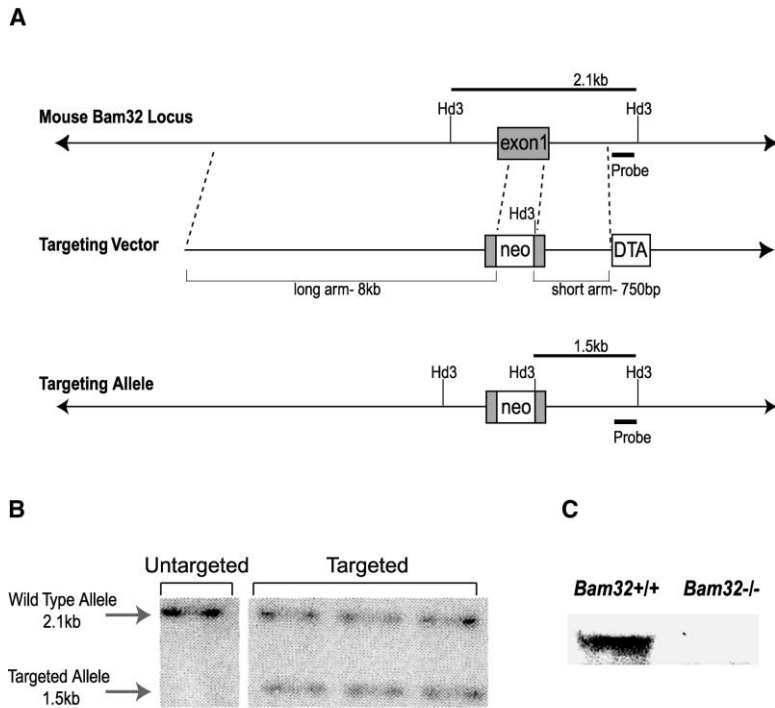 A
2.1kb
Hd3
Hd3
Mouse Bam32 Locus
exon1
Probe
Hd3
Targeting Vector
neo
DTA
long arm- 8kb
short arm- 750bp
1.5kb
Hd3
Hd3
Hd3
Targeting Allele
neo
Probe
B
C
Untargeted
Targeted
Bam32+/+
Bam32-/-
Wild Type Allele
2.1kb
Targeted Allele
1.5kb